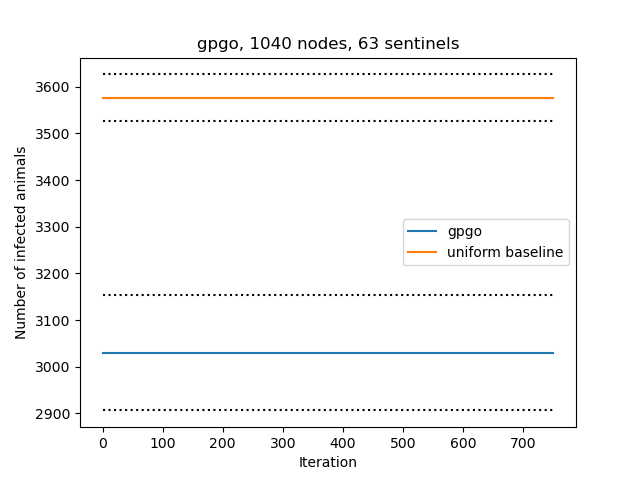 gpgo, 1040 nodes, 63 sentinels
3600
3500
3400
3300
3200
3100
3000
2900
Number of infected animals
gpgo
uniform baseline
0 100 200 300 400 500 600 700
Iteration